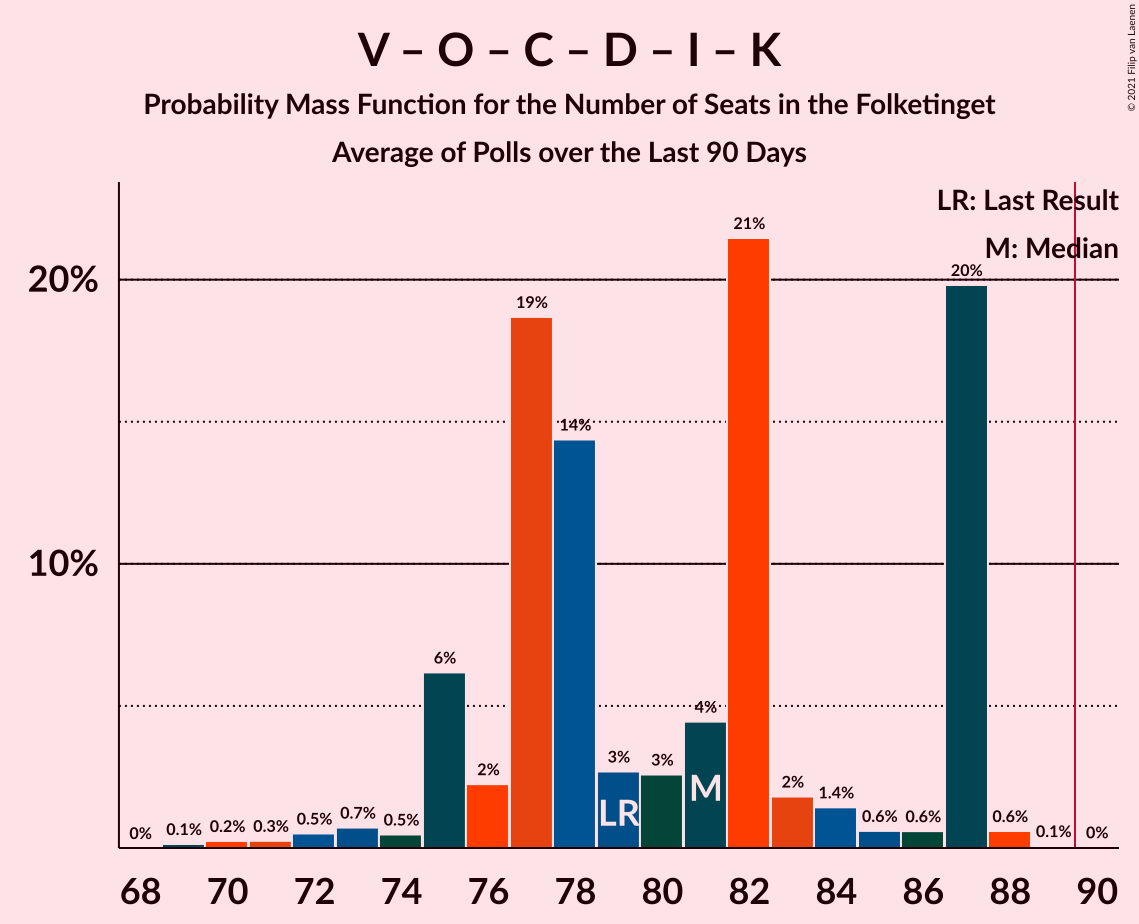 V – O – C – D – I – K
Probability Mass Function for the Number of Seats in the Folketinget
Average of Polls over the Last 90 Days
© 2021 Filip van Laenen
LR: Last Result
M: Median
20%
10%
0%
0.1%
0.2%
0.3%
0.5%
0.7%
0.5%
6%
2%
19%
14%
3%
3%
4%
21%
2%
1.4%
0.6%
0.6%
20%
0.6%
0.1%
0%
LR
M
68 70 72 74 76 78 80 82 84 86 88 90